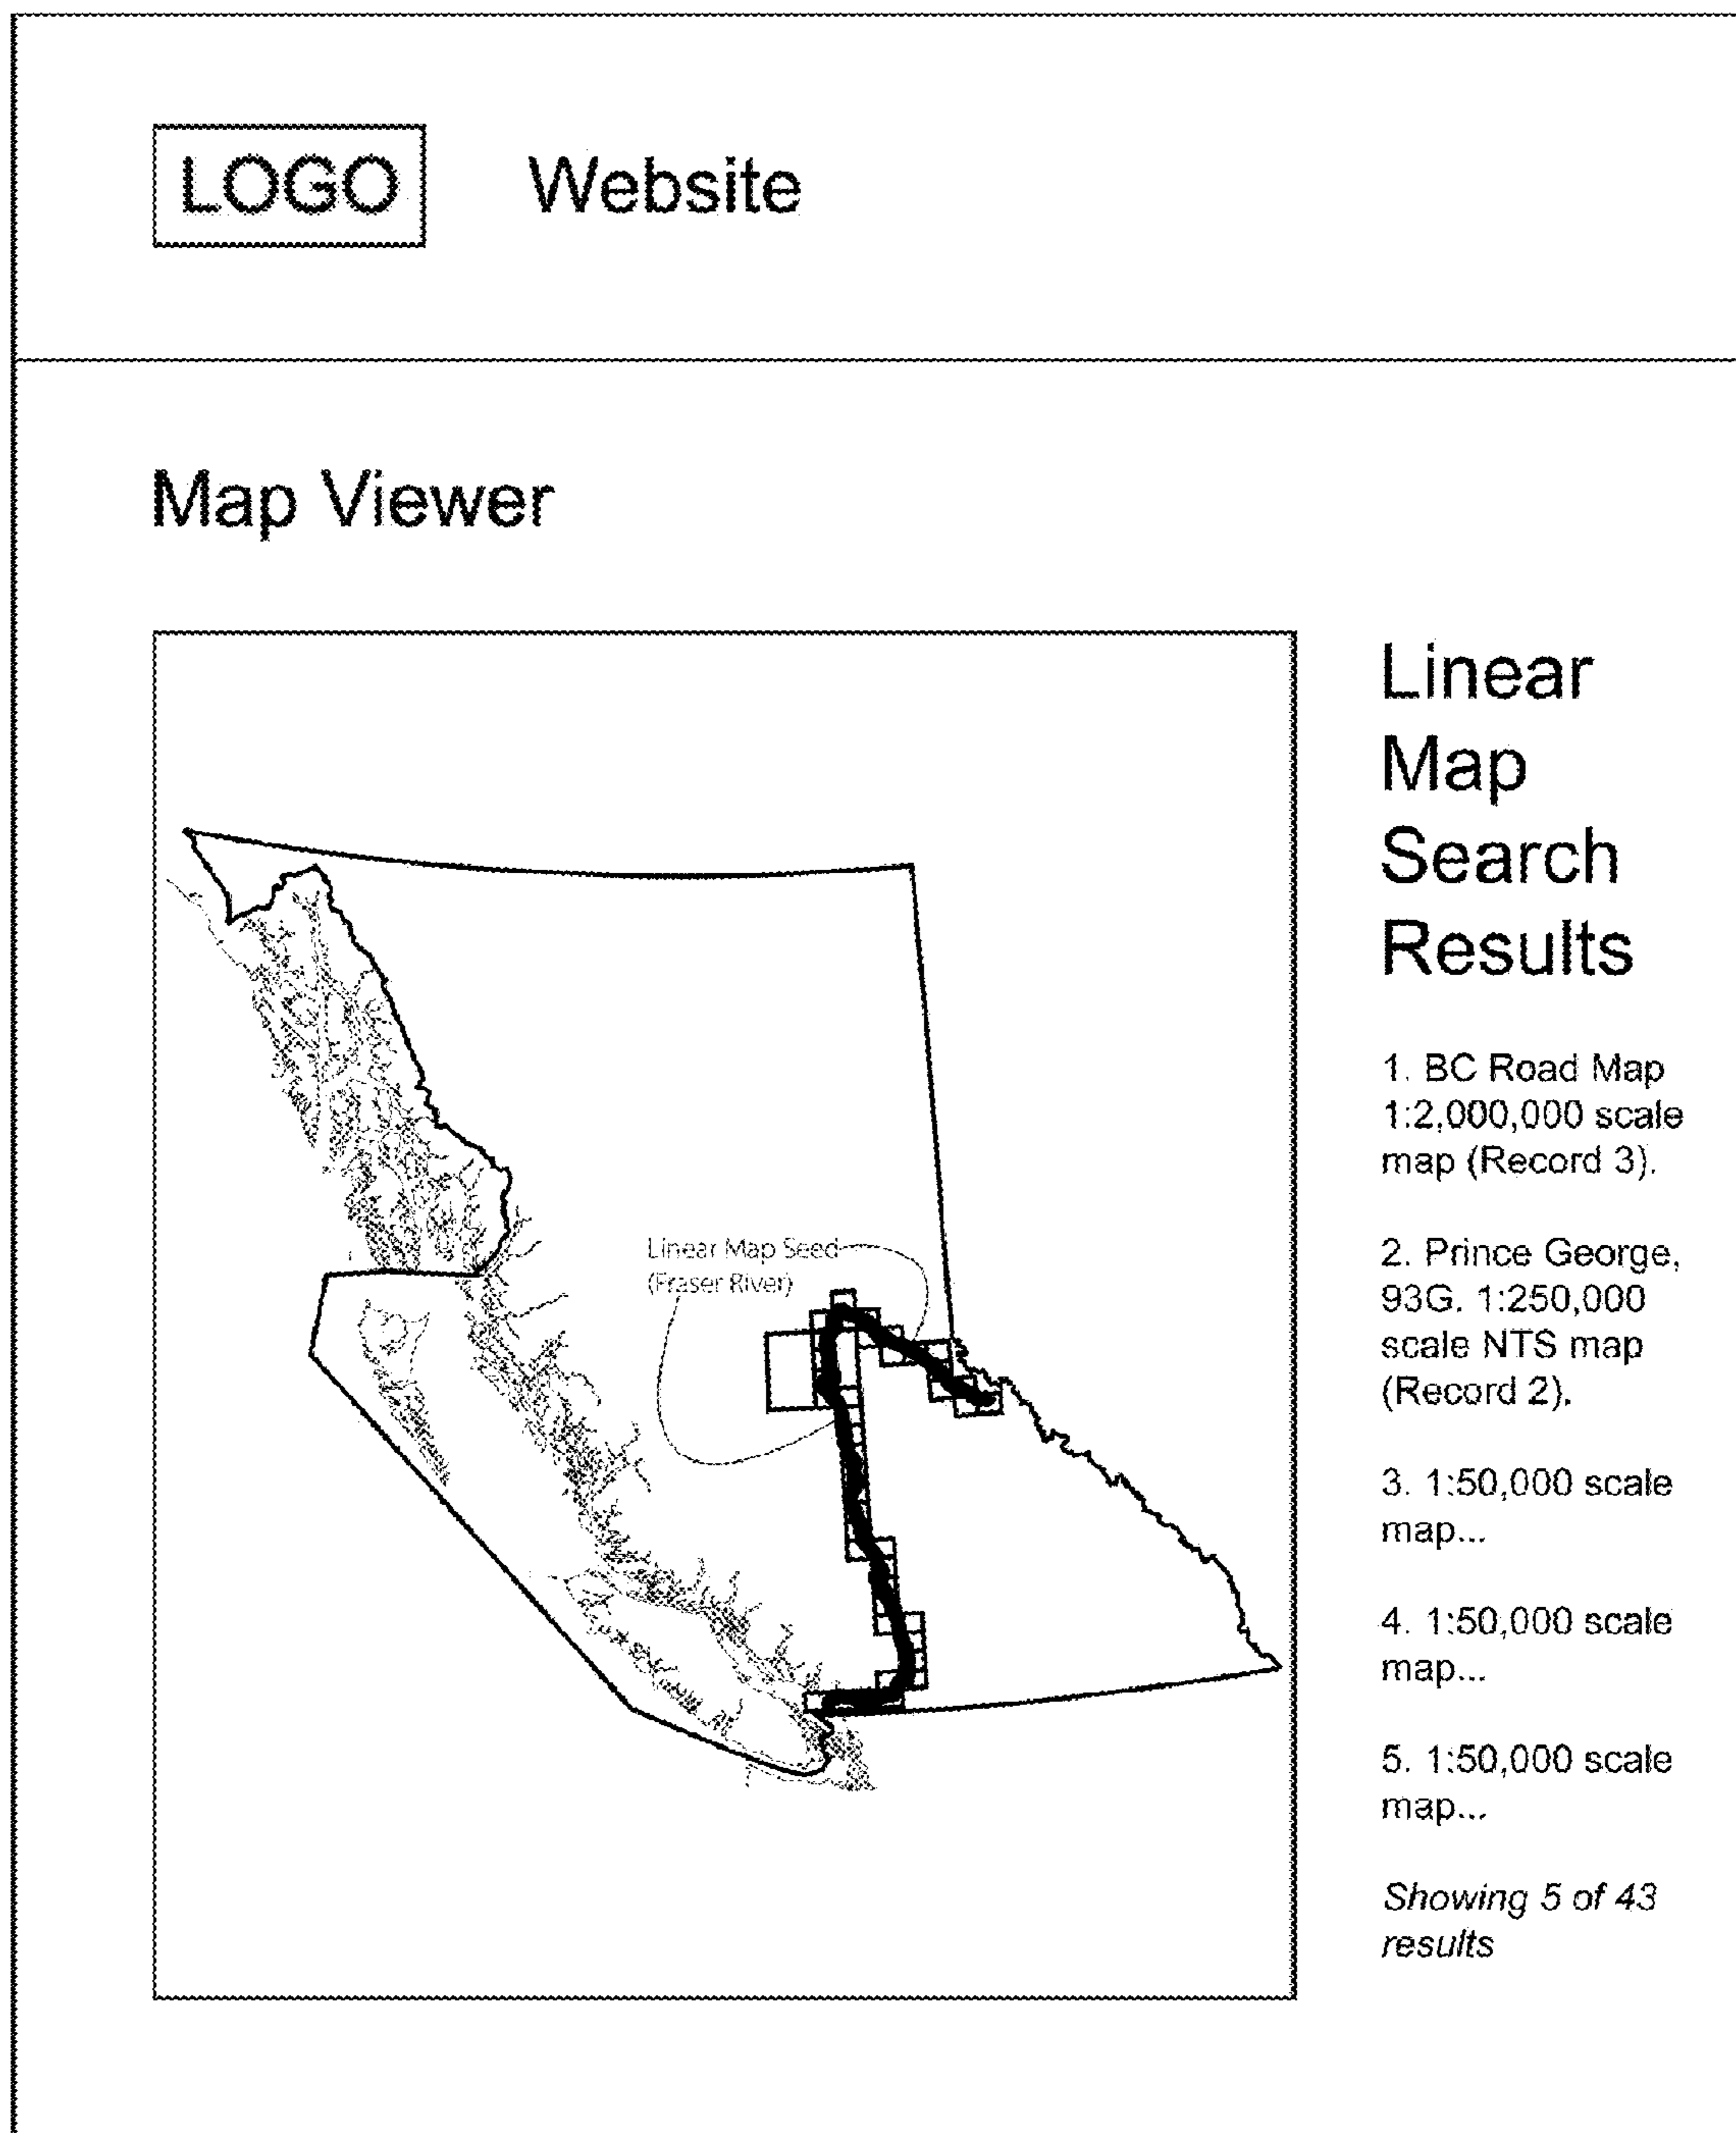 LOGO
Website
Map Viewer
Linear Map Seed
(Fraser River)
Linear
Map
Search
Results
1. BC Road Map
1:2,000,000 scale
map (Record 3).
2. Prince George,
93G. 1:250,000
scale NTS map
(Record 2).
3. 1:50,000 scale
map...
4. 1:50,000 scale
map...
5. 1:50,000 scale
map...
Showing 5 of 43
results